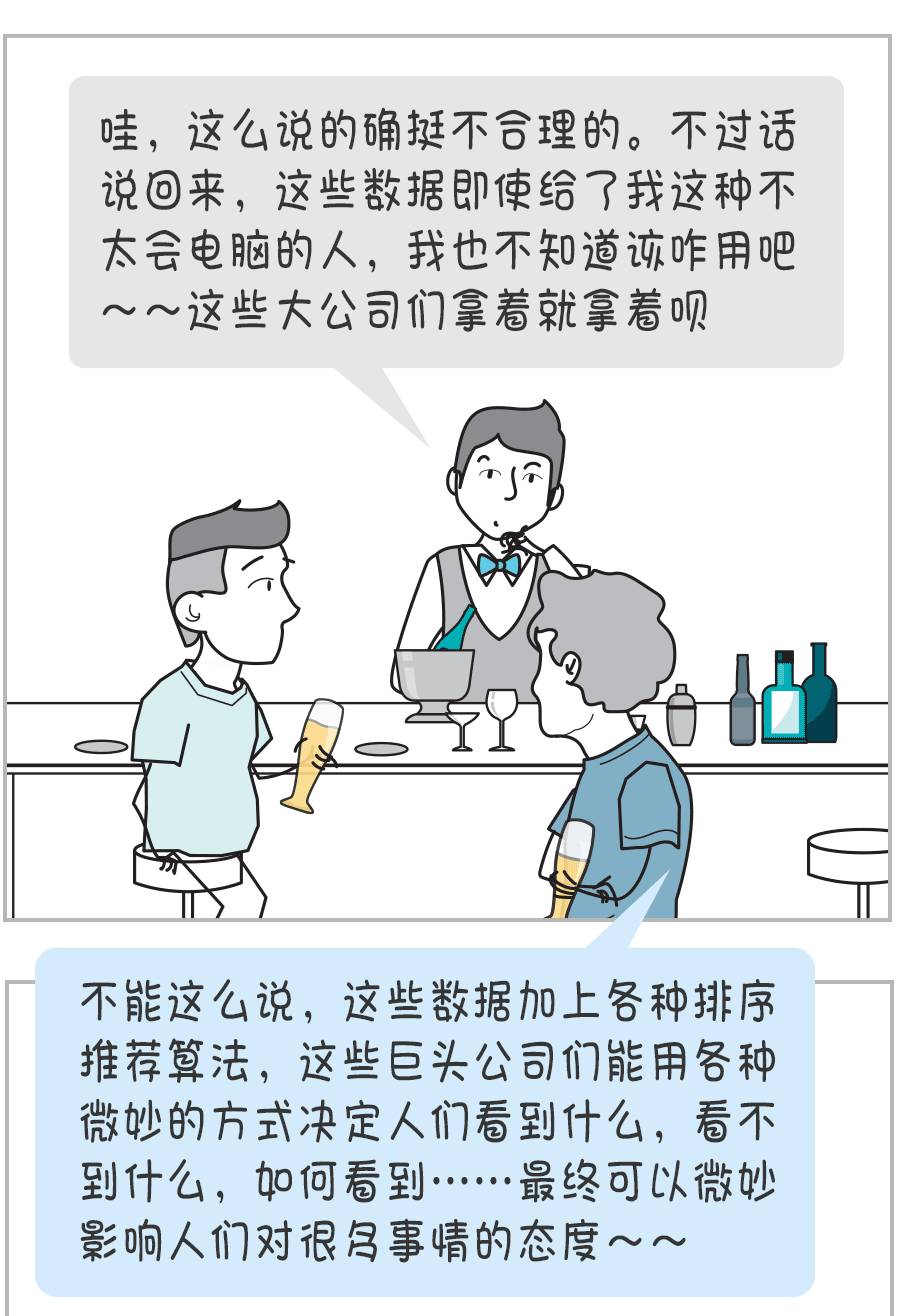 哇，这么说的确挺不合理的。不过话
说回来，这些数据即使给了我这种不
太会电脑的人，我也不知道该咋用吧
～～这些大公司们拿着就拿着呗
不能这么说，这些数据加上各种排序
推荐算法，这些巨头公司们能用各种
微妙的方式决定人们看到什么，看不
到什么，如何看到……最终可以微妙
影响人们对很多事情的态度～～